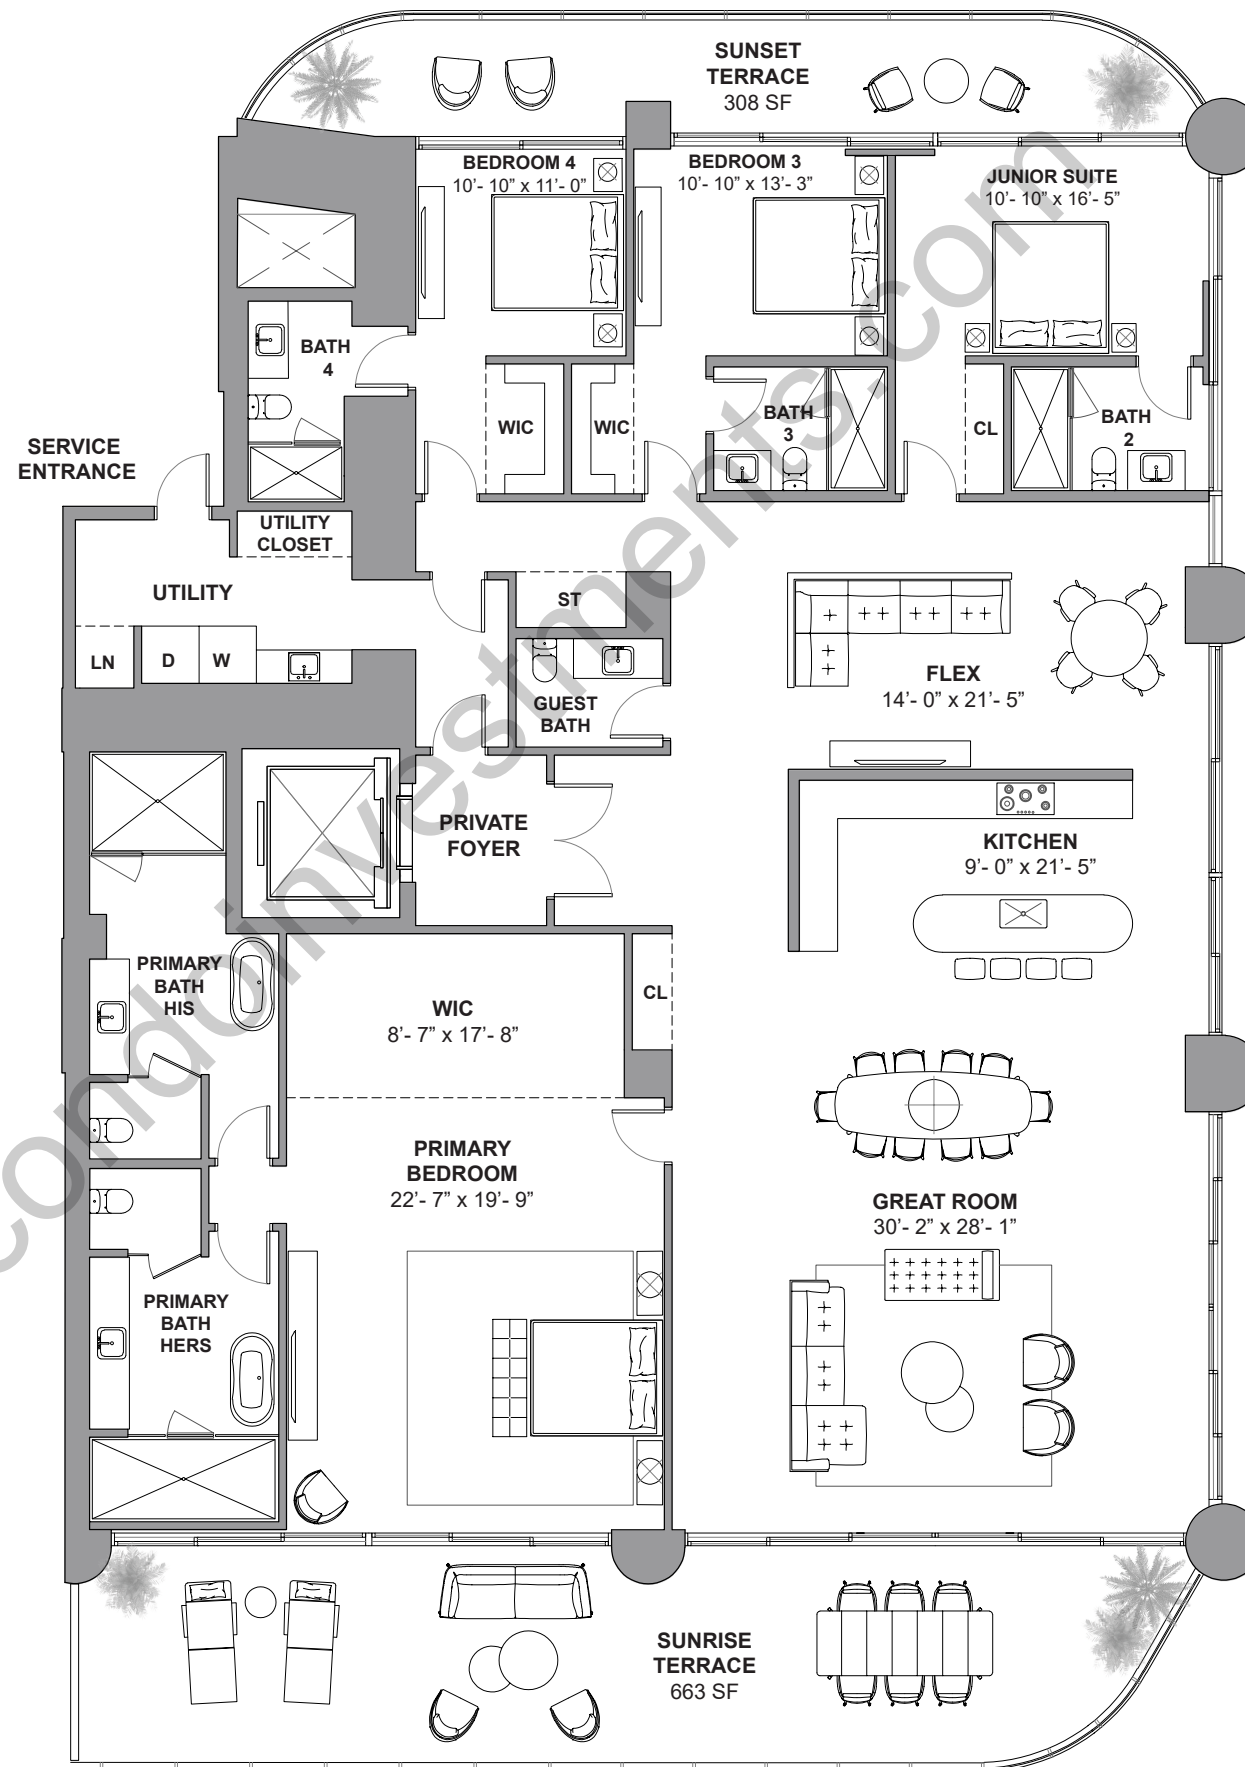 SUNSET
TERRACE
308 SF
BEDROOM 4
10'- 10" x 11'- 0"
BEDROOM 3
10'- 10" x 13'- 3"
JUNIOR SUITE
10'- 10" x 16'- 5"
BATH
4
WIC
WIC
BATH
3
CL
BATH
2
SERVICE
ENTRANCE
UTILITY
CLOSET
UTILITY
ST
LN
D
W
GUEST
BATH
FLEX
14'- 0" x 21'- 5"
PRIVATE
FOYER
KITCHEN
9'- 0" x 21'- 5"
PRIMARY
BATH
HIS
WIC
8'- 7" x 17'- 8"
CL
PRIMARY
BEDROOM
22'- 7" x 19'- 9"
GREAT ROOM
30'- 2" x 28'- 1"
PRIMARY
BATH
HERS
SUNRISE
TERRACE
663 SF
condoinvestments.com